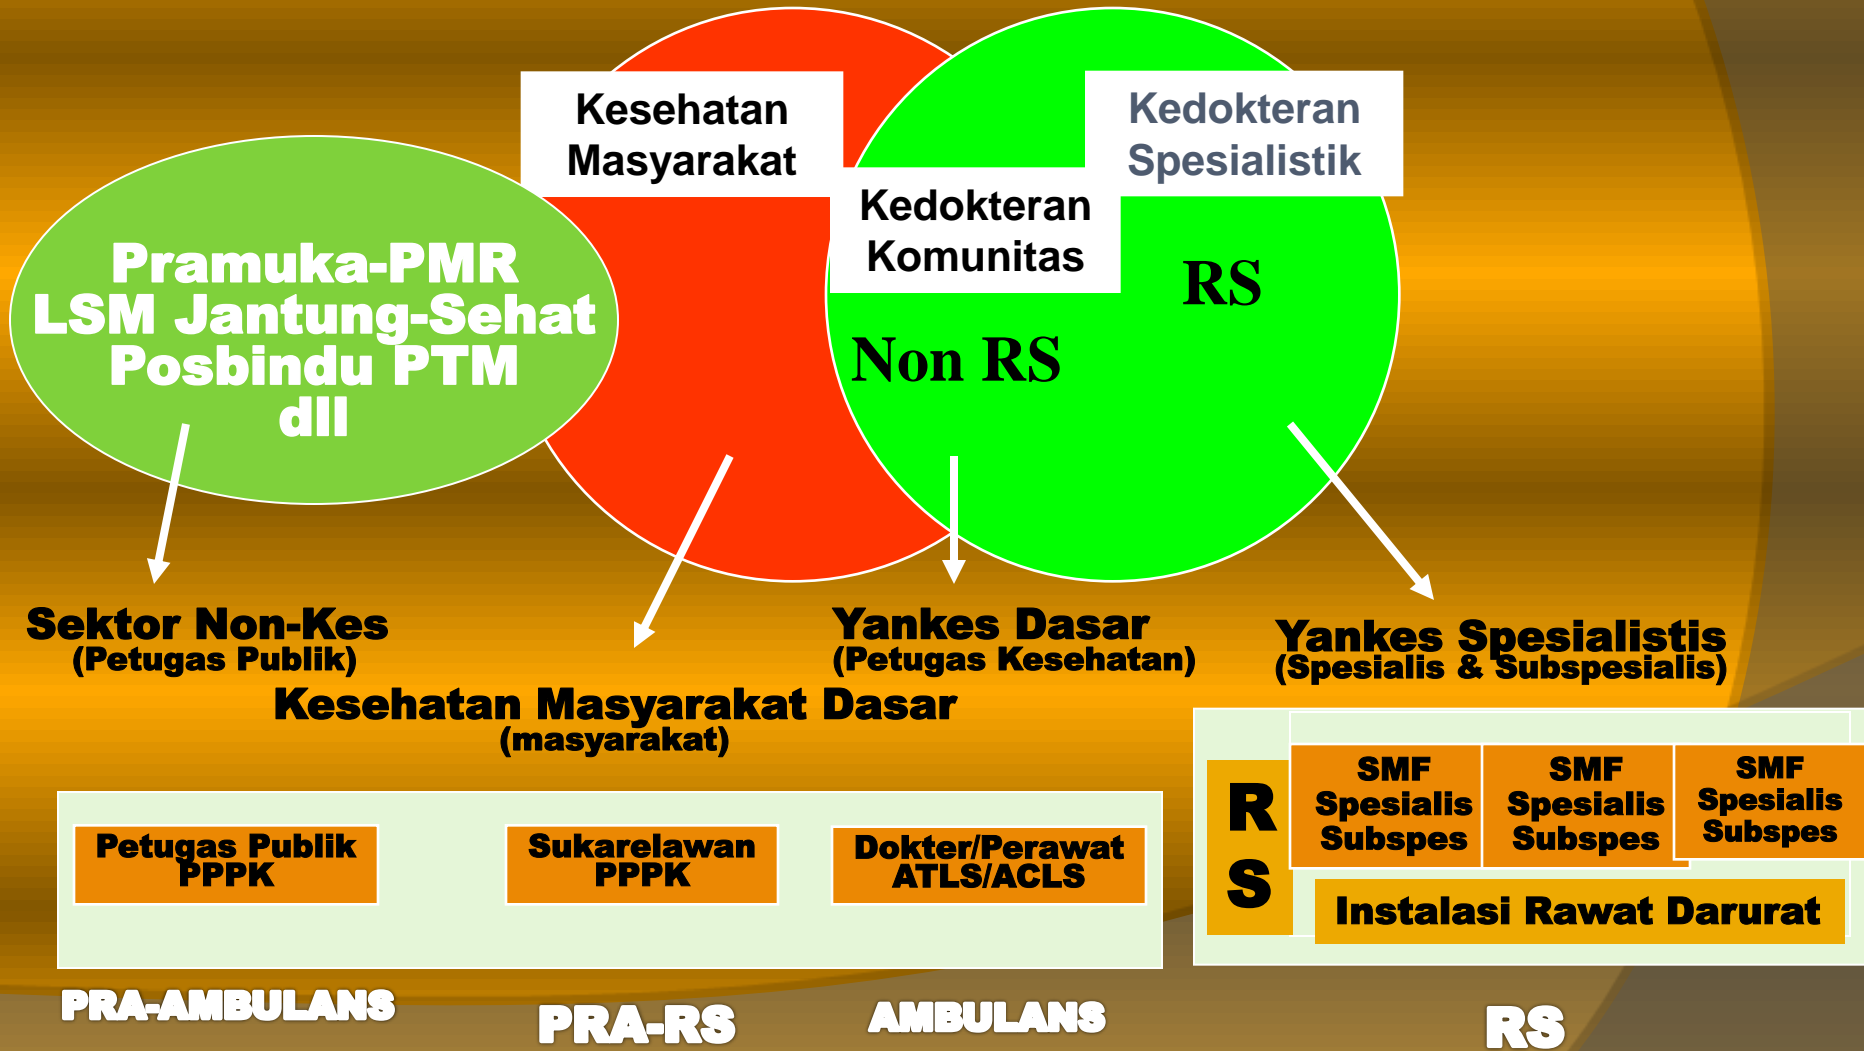 Kesehatan
Masyarakat
Kedokteran
Spesialistik
Kedokteran
Komunitas
RS
Non RS
Pramuka-PMR
LSM Jantung-Sehat
Posbindu PTM
dll
Sektor Non-Kes
(Petugas Publik)
Kesehatan Masyarakat Dasar
(masyarakat)
Yankes Dasar
(Petugas Kesehatan)
Yankes Spesialistis
(Spesialis & Subspesialis)
Petugas Publik
PPPK
Sukarelawan
PPPK
Dokter/Perawat
ATLS/ACLS
R
S
SMF
Spesialis
Subspes
SMF
Spesialis
Subspes
SMF
Spesialis
Subspes
Instalasi Rawat Darurat
PRA-AMBULANS
PRA-RS
AMBULANS
RS